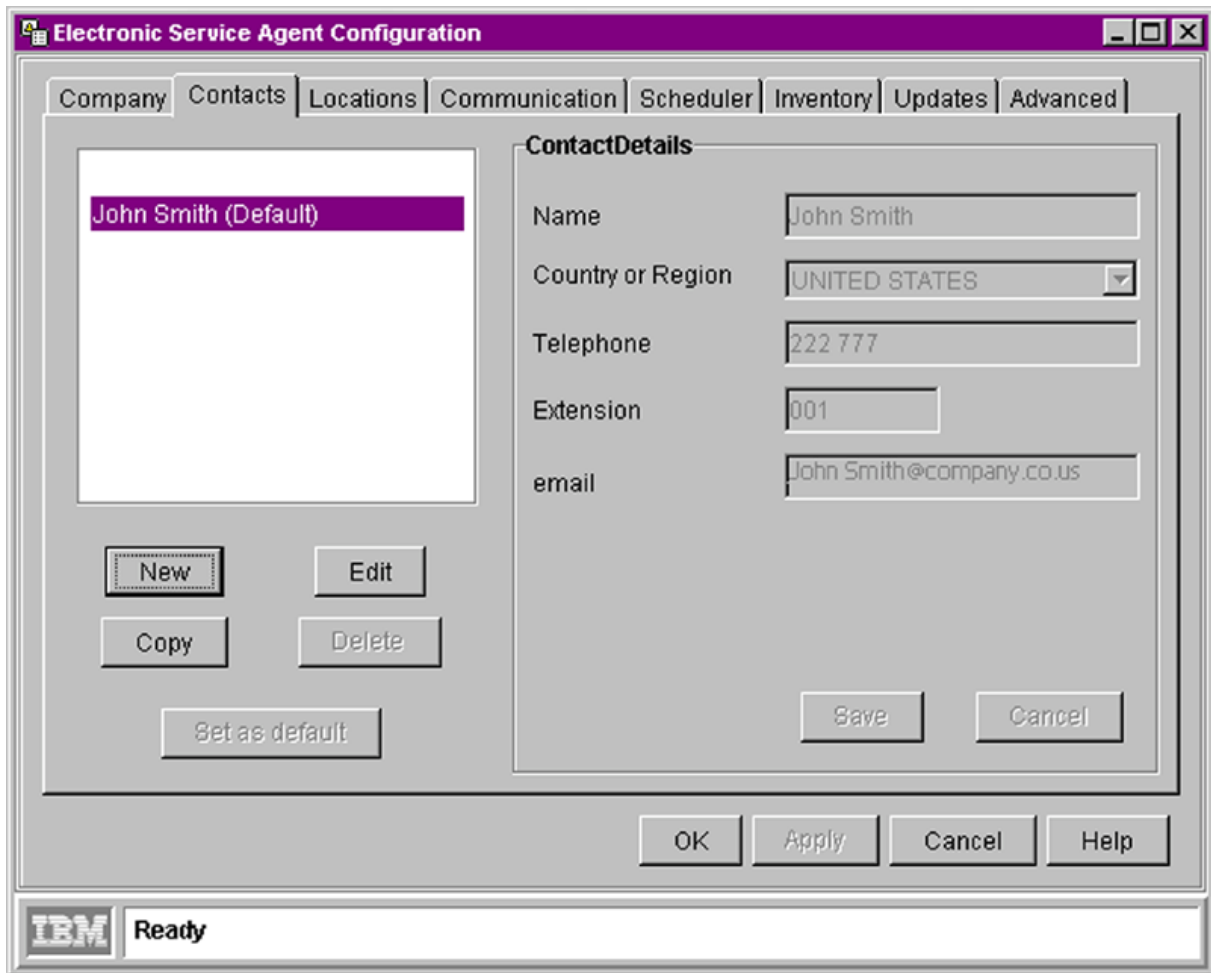 Electronic Service Agent Configuration
Company Contacts Locations Communication Scheduler Inventory Updates Advanced
John Smith (Default)
New Edit
Copy Delete
Set as default
ContactDetails
Name John Smith
Country or Region UNITED STATES
Telephone 222 777
Extension 001
email John Smith@company.co.us
Save Cancel
OK Apply Cancel Help
IBM Ready